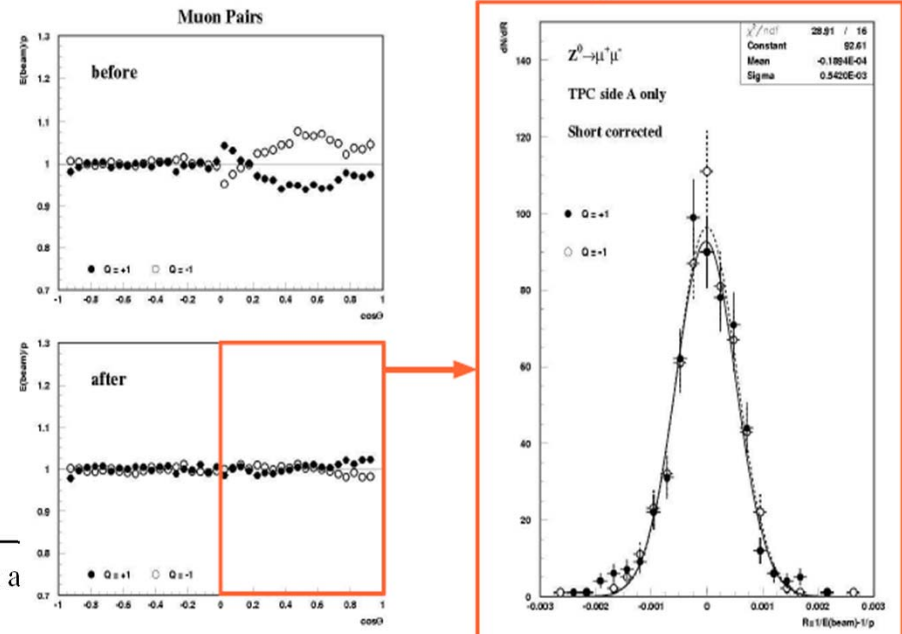 Muon Pairs
E(beam)/p
1.3
1.2
1.1
1
0.9
0.8
0.7
before
Q = +1 Q = -1
-1 -0.8 -0.6 -0.4 -0.2 0 0.2 0.4 0.6 0.8 1
cosΘ
E(beam)/p
1.3
1.2
1.1
1
0.9
0.8
0.7
after
Q = +1 Q = -1
-1 -0.8 -0.6 -0.4 -0.2 0 0.2 0.4 0.6 0.8 1
cosΘ
a
dN/dR
140
120
100
80
60
40
20
0
χ²/ndf 28.91 / 16
Constant 92.61
Mean -0.1894E-04
Sigma 0.5420E-03
Z⁰→μ⁺μ⁻
TPC side A only
Short corrected
Q = +1
Q = -1
-0.003 -0.002 -0.001 0 0.001 0.002 0.003
R=1/E(beam)-1/p